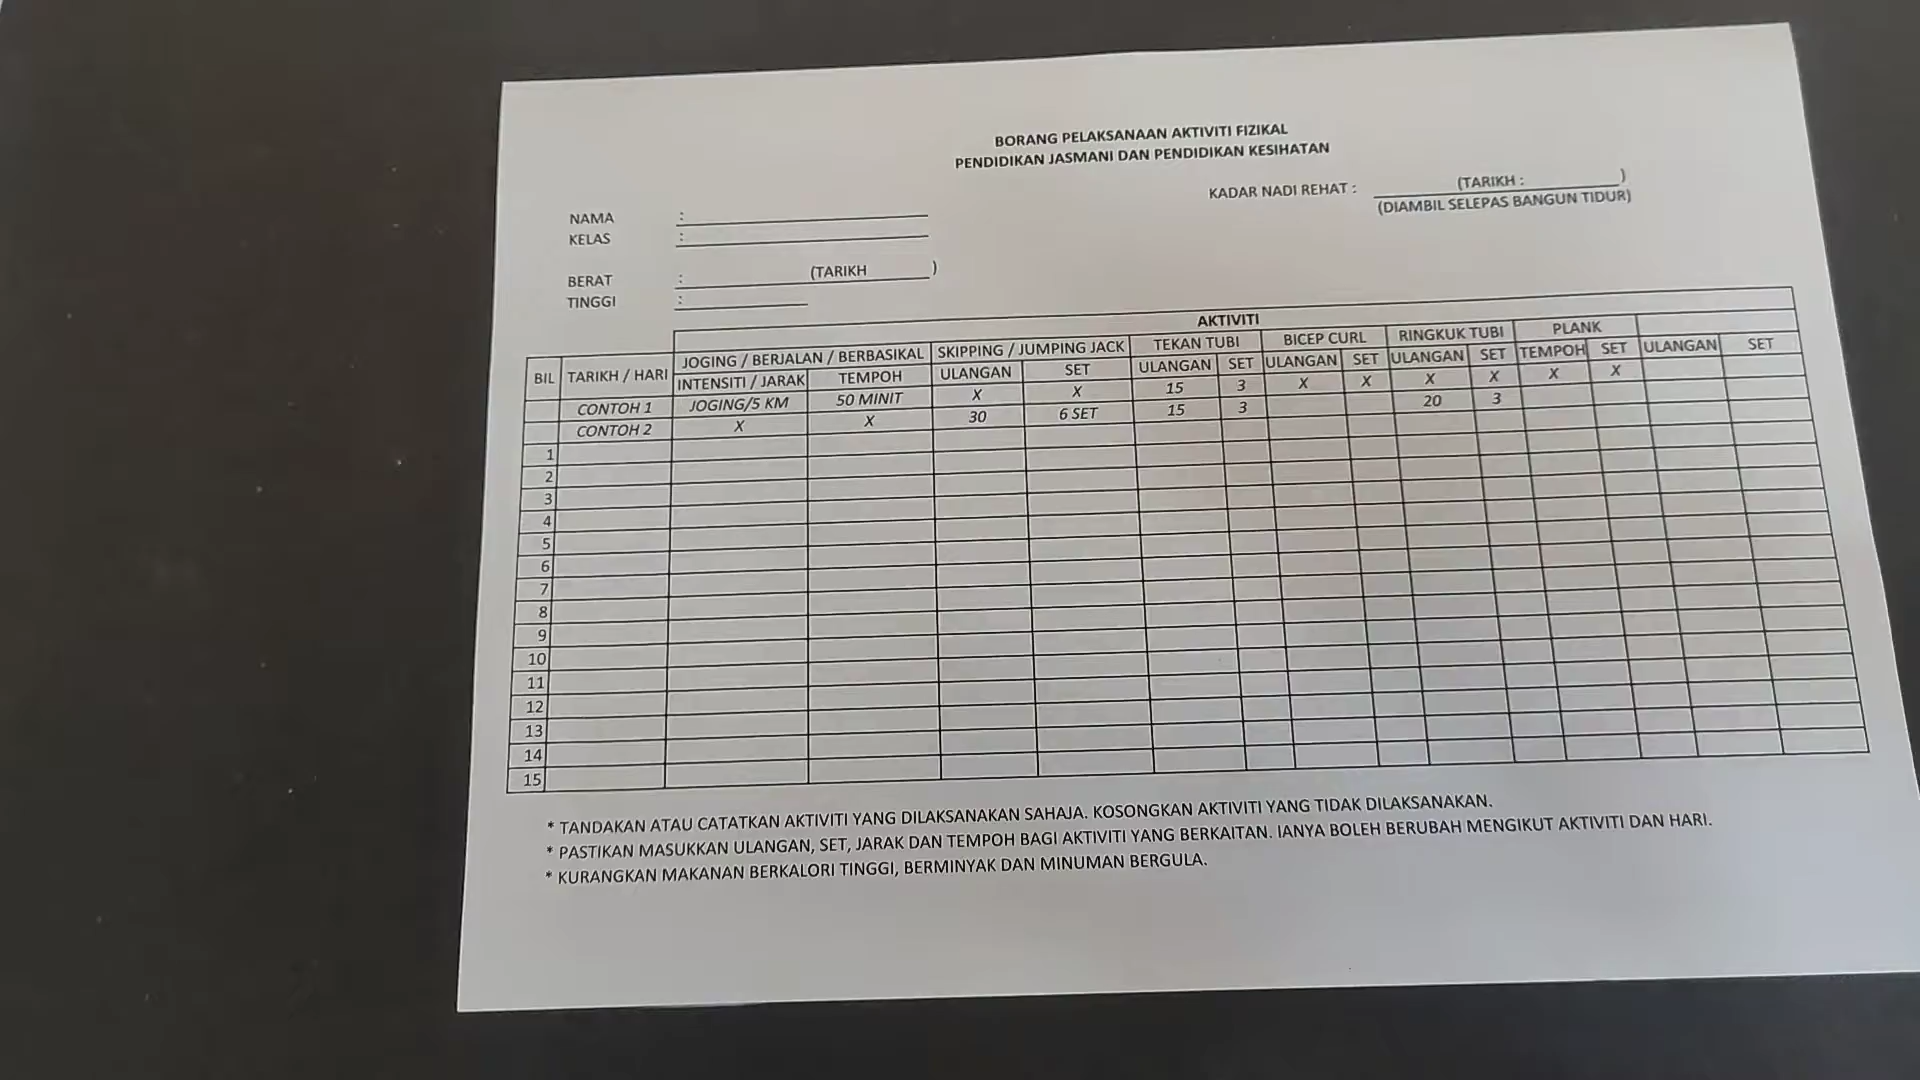 BORANG PELAKSANAAN AKTIVITI FIZIKAL
PENDIDIKAN JASMANI DAN PENDIDIKAN KESIHATAN
KADAR NADI REHAT : (TARIKH : )
(DIAMBIL SELEPAS BANGUN TIDUR)
NAMA :
KELAS :
BERAT : (TARIKH )
TINGGI :
AKTIVITI
BIL TARIKH / HARI JOGING / BERJALAN / BERBASIKAL SKIPPING / JUMPING JACK TEKAN TUBI BICEP CURL RINGKUK TUBI PLANK
INTENSITI / JARAK TEMPOH ULANGAN SET ULANGAN SET ULANGAN SET ULANGAN SET TEMPOH SET ULANGAN SET
CONTOH 1 JOGING/5 KM 50 MINIT X X 15 3 X X X X X X
CONTOH 2 X X 30 6 SET 15 3 20 3
1
2
3
4
5
6
7
8
9
10
11
12
13
14
15
* TANDAKAN ATAU CATATKAN AKTIVITI YANG DILAKSANAKAN SAHAJA. KOSONGKAN AKTIVITI YANG TIDAK DILAKSANAKAN.
* PASTIKAN MASUKKAN ULANGAN, SET, JARAK DAN TEMPOH BAGI AKTIVITI YANG BERKAITAN. IANYA BOLEH BERUBAH MENGIKUT AKTIVITI DAN HARI.
* KURANGKAN MAKANAN BERKALORI TINGGI, BERMINYAK DAN MINUMAN BERGULA.